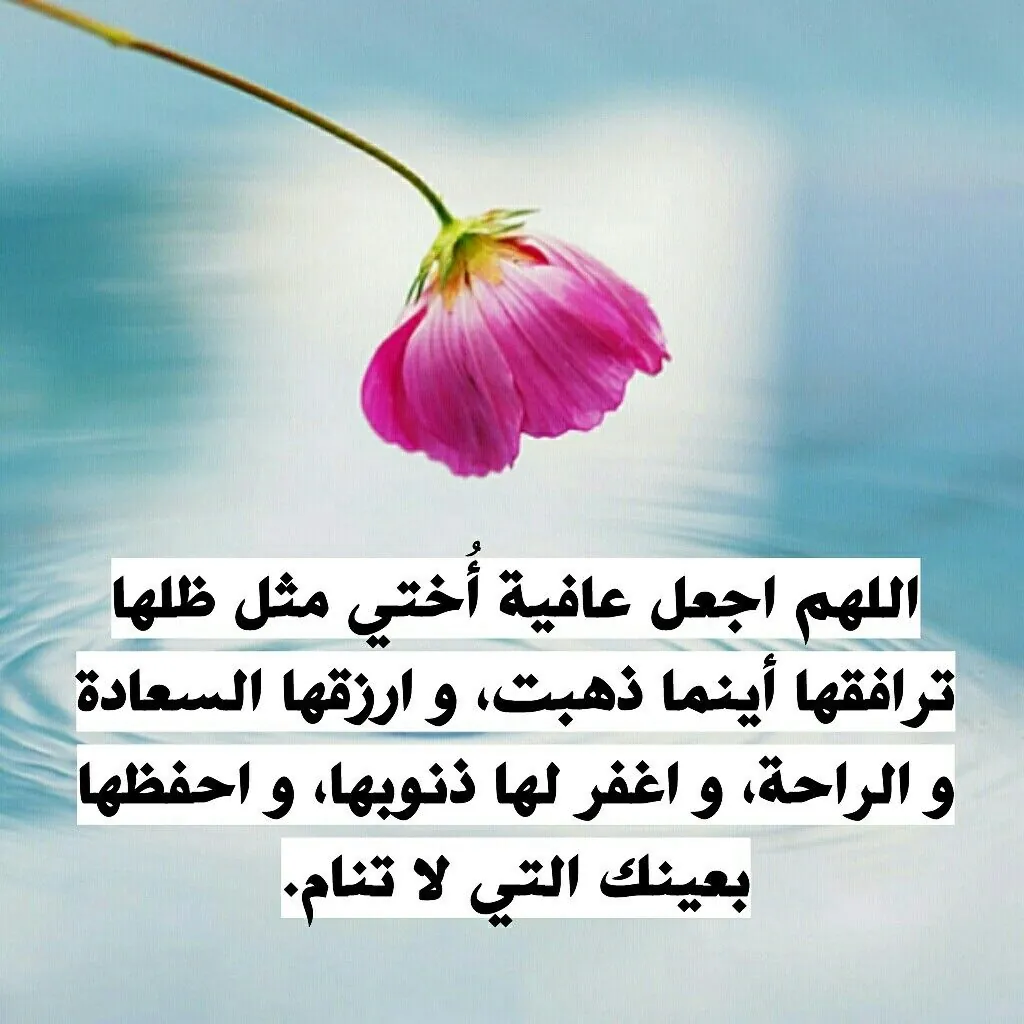 اللهم اجعل عافية أُختي مثل ظلها
ترافقها أينما ذهبت، و ارزقها السعادة
و الراحة، و اغفر لها ذنوبها، و احفظها
بعينك التي لا تنام.